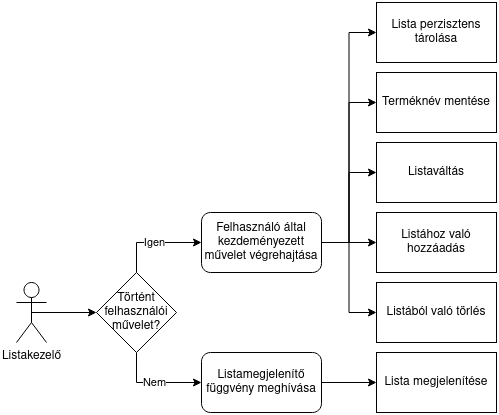 Lista perzisztens
tárolása
Terméknév mentése
Listaváltás
Felhasználó által
kezdeményezett
művelet végrehajtása
Listához való
hozzáadás
Igen
Történt
felhasználói
művelet?
Listakezelő
Listából való törlés
Nem
Listamegjelenítő
függvény meghívása
Lista megjelenítése